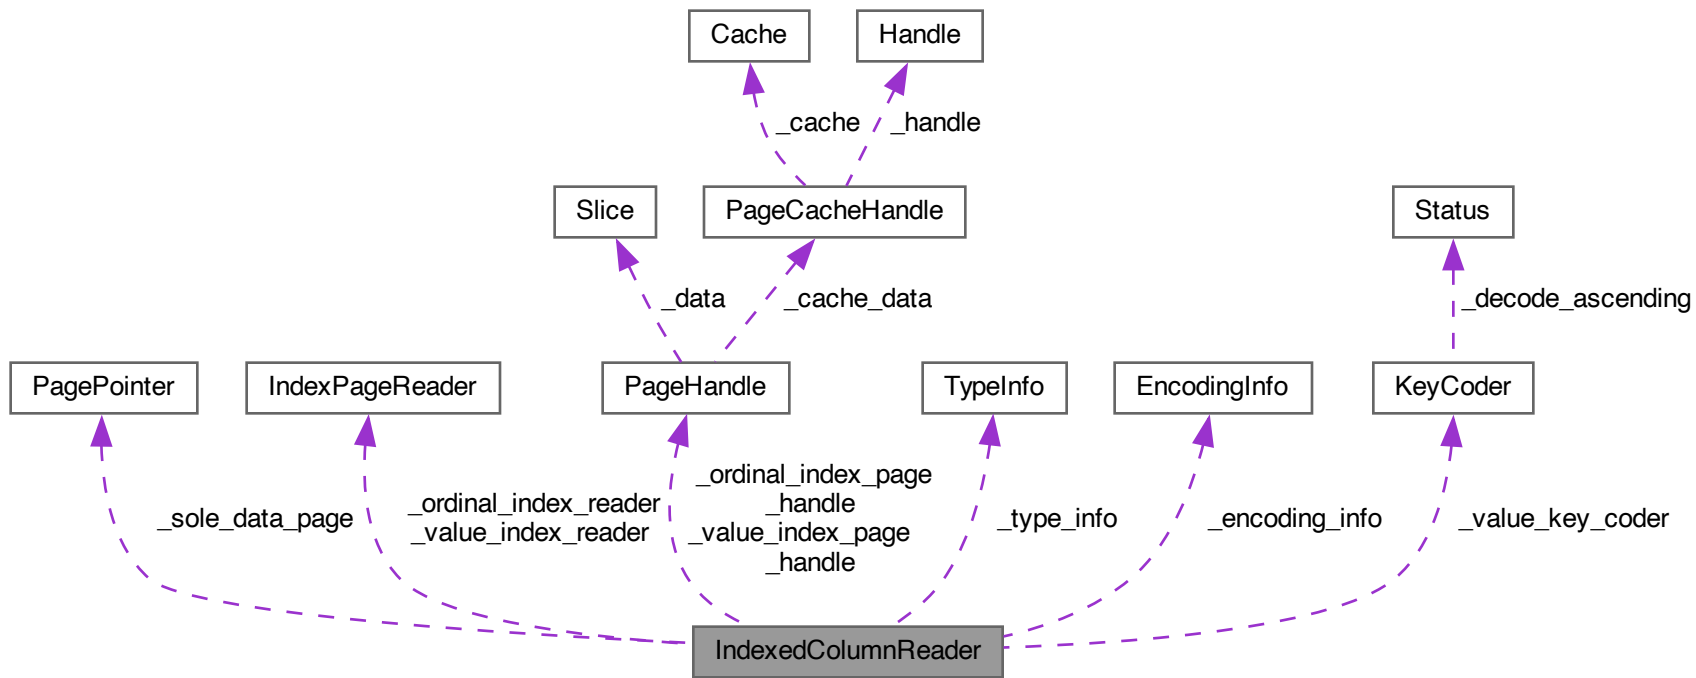 Cache
Handle
_cache
_handle
Slice
PageCacheHandle
Status
_data
_cache_data
_decode_ascending
PagePointer
IndexPageReader
PageHandle
TypeInfo
EncodingInfo
KeyCoder
_sole_data_page
_ordinal_index_reader
_value_index_reader
_ordinal_index_page
_handle
_value_index_page
_handle
_type_info
_encoding_info
_value_key_coder
IndexedColumnReader